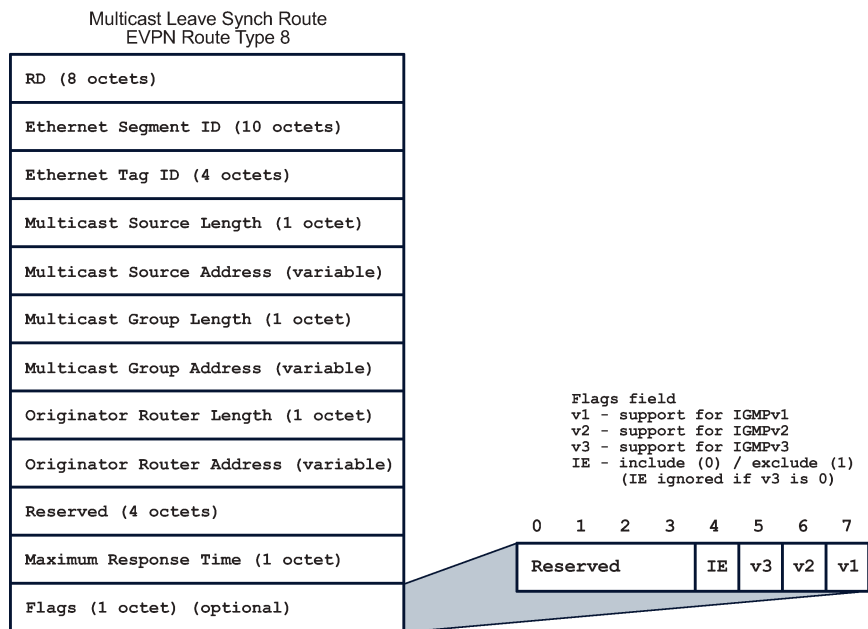 Multicast Leave Synch Route
EVPN Route Type 8
RD (8 octets)
Ethernet Segment ID (10 octets)
Ethernet Tag ID (4 octets)
Multicast Source Length (1 octet)
Multicast Source Address (variable)
Multicast Group Length (1 octet)
Multicast Group Address (variable)
Originator Router Length (1 octet)
Originator Router Address (variable)
Reserved (4 octets)
Maximum Response Time (1 octet)
Flags (1 octet) (optional)
Flags field
v1 - support for IGMPv1
v2 - support for IGMPv2
v3 - support for IGMPv3
IE - include (0) / exclude (1)
(IE ignored if v3 is 0)
0 1 2 3 4 5 6 7
Reserved IE v3 v2 v1